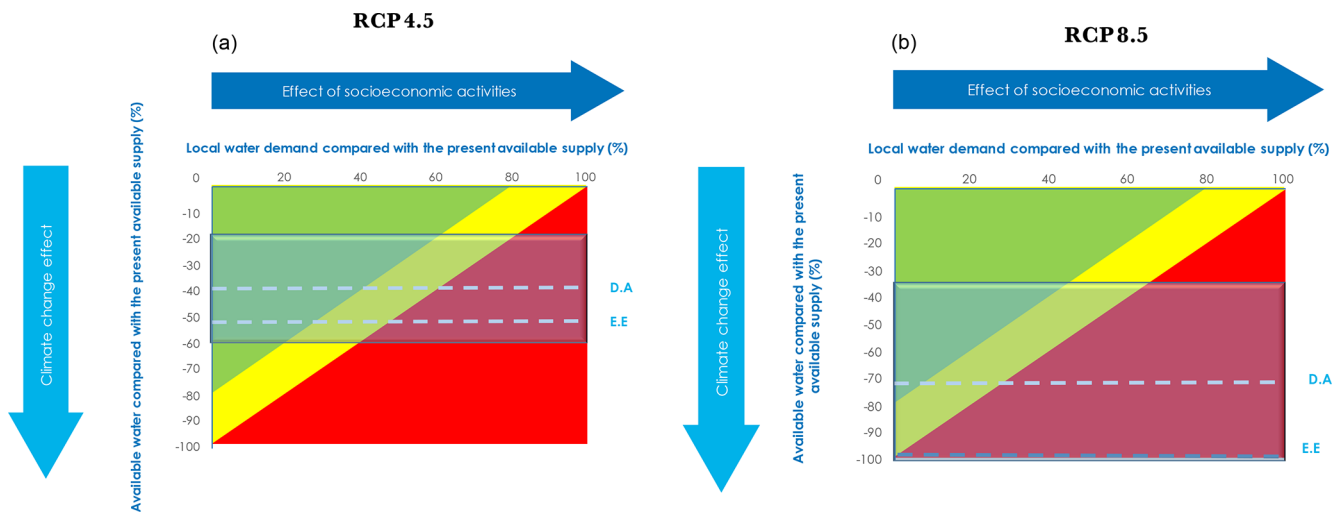 RCP 4.5
(a)
Effect of socioeconomic activities
Local water demand compared with the present available supply (%)
0 20 40 60 80 100
-10
-20
-30
-40
-50
-60
-70
-80
-90
-100
D.A
E.E
Climate change effect
Available water compared with the present available supply (%)
RCP 8.5
(b)
Effect of socioeconomic activities
Local water demand compared with the present available supply (%)
0 20 40 60 80 100
-10
-20
-30
-40
-50
-60
-70
-80
-90
-100
D.A
E.E
Climate change effect
Available water compared with the present
available supply (%)